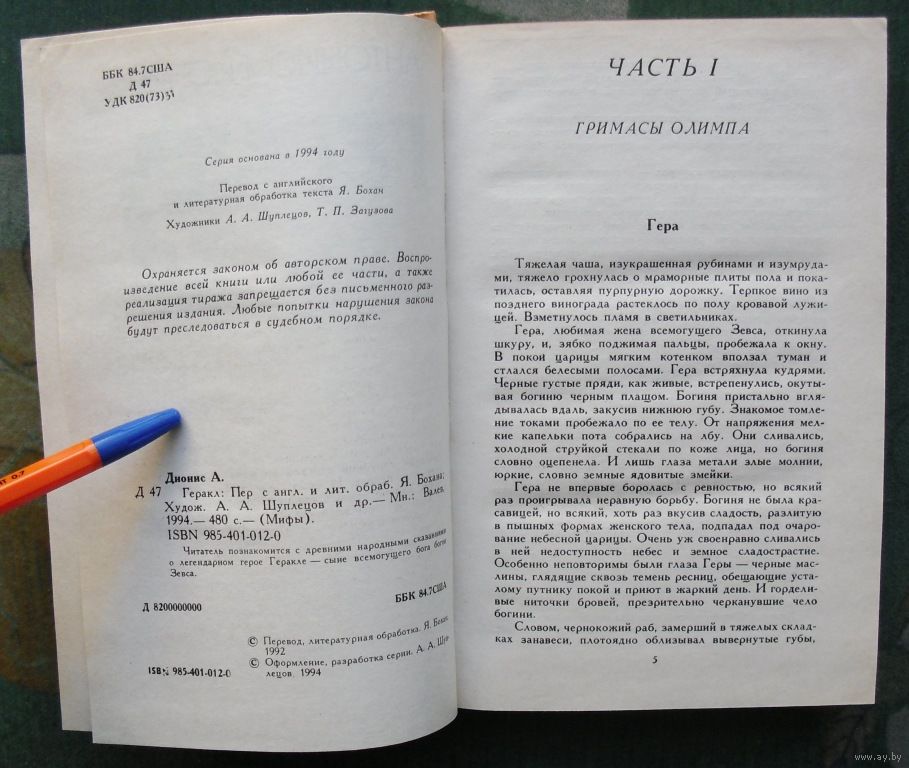 ББК 84.7США
Д 47
УДК 820(73)33
Серия основана в 1994 году
Перевод с английского
и литературная обработка текста Я. Бохан
Художники А. А. Шуплецов, Т. П. Загузова
Охраняется законом об авторском праве. Воспро-
изведение всей книги или любой ее части, а также
реализация тиража запрещается без письменного раз-
решения издания. Любые попытки нарушения закона
будут преследоваться в судебном порядке.
0,7
Дионис А.
Д 47 Геракл: Пер с англ. и лит. обраб. Я. Бохана;
Худож. А. А. Шуплецов и др.— Мн.: Валев,
1994.— 480 с.— (Мифы).
ISBN 985-401-012-0
Читатель познакомится с древними народными сказаниями
о легендарном герое Геракле — сыне всемогущего бога богов
Зевса.
Д 8200000000
ББК 84.7США
© Перевод, литературная обработка. Я. Бохан,
1992
© Оформление, разработка серии. А. А. Шуп-
лецов. 1994
ISBN 985-401-012-0
ЧАСТЬ I
ГРИМАСЫ ОЛИМПА
Гера
Тяжелая чаша, изукрашенная рубинами и изумруда-
ми, тяжело грохнулась о мраморные плиты пола и пока-
тилась, оставляя пурпурную дорожку. Терпкое вино из
позднего винограда растеклось по полу кровавой лужи-
цей. Взметнулось пламя в светильниках.
Гера, любимая жена всемогущего Зевса, откинула
шкуру, и, зябко поджимая пальцы, пробежала к окну.
В покой царицы мягким котенком вползал туман и
стлался белесыми полосами. Гера встряхнула кудрями.
Черные густые пряди, как живые, встрепенулись, окуты-
вая богиню черным плащом. Богиня пристально вгля-
дывалась вдаль, закусив нижнюю губу. Знакомое томле-
ние токами пробежало по ее телу. От напряжения мел-
кие капельки пота собрались на лбу. Они сливались,
холодной струйкой стекали по коже лица, но богиня
словно оцепенела. И лишь глаза метали злые молнии,
юркие, словно земные ядовитые змейки.
Гера не впервые боролась с ревностью, но всякий
раз проигрывала неравную борьбу. Богиня не была кра-
савицей, но всякий, хоть раз вкусив сладость, разлитую
в пышных формах женского тела, подпадал под очаро-
вание небесной царицы. Очень уж своенравно сливались
в ней недоступность небес и земное сладострастие.
Особенно неповторимы были глаза Геры — черные мас-
лины, глядящие сквозь темень ресниц, обещающие уста-
лому путнику покой и приют в жаркий день. И горделиₓ
вые ниточки бровей, презрительно черканувшие чело
богини.
Словом, чернокожий раб, замерший в тяжелых склад-
ках занавеси, плотоядно облизывал вывернутые губы,
5
www.ay.by